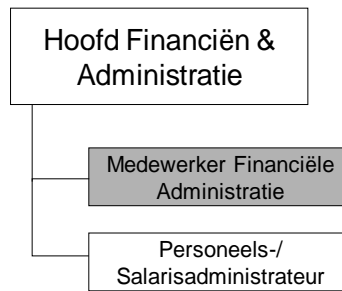 Hoofd Financiën &
Administratie
Medewerker Financiële
Administratie
Personeels-/
Salarisadministrateur